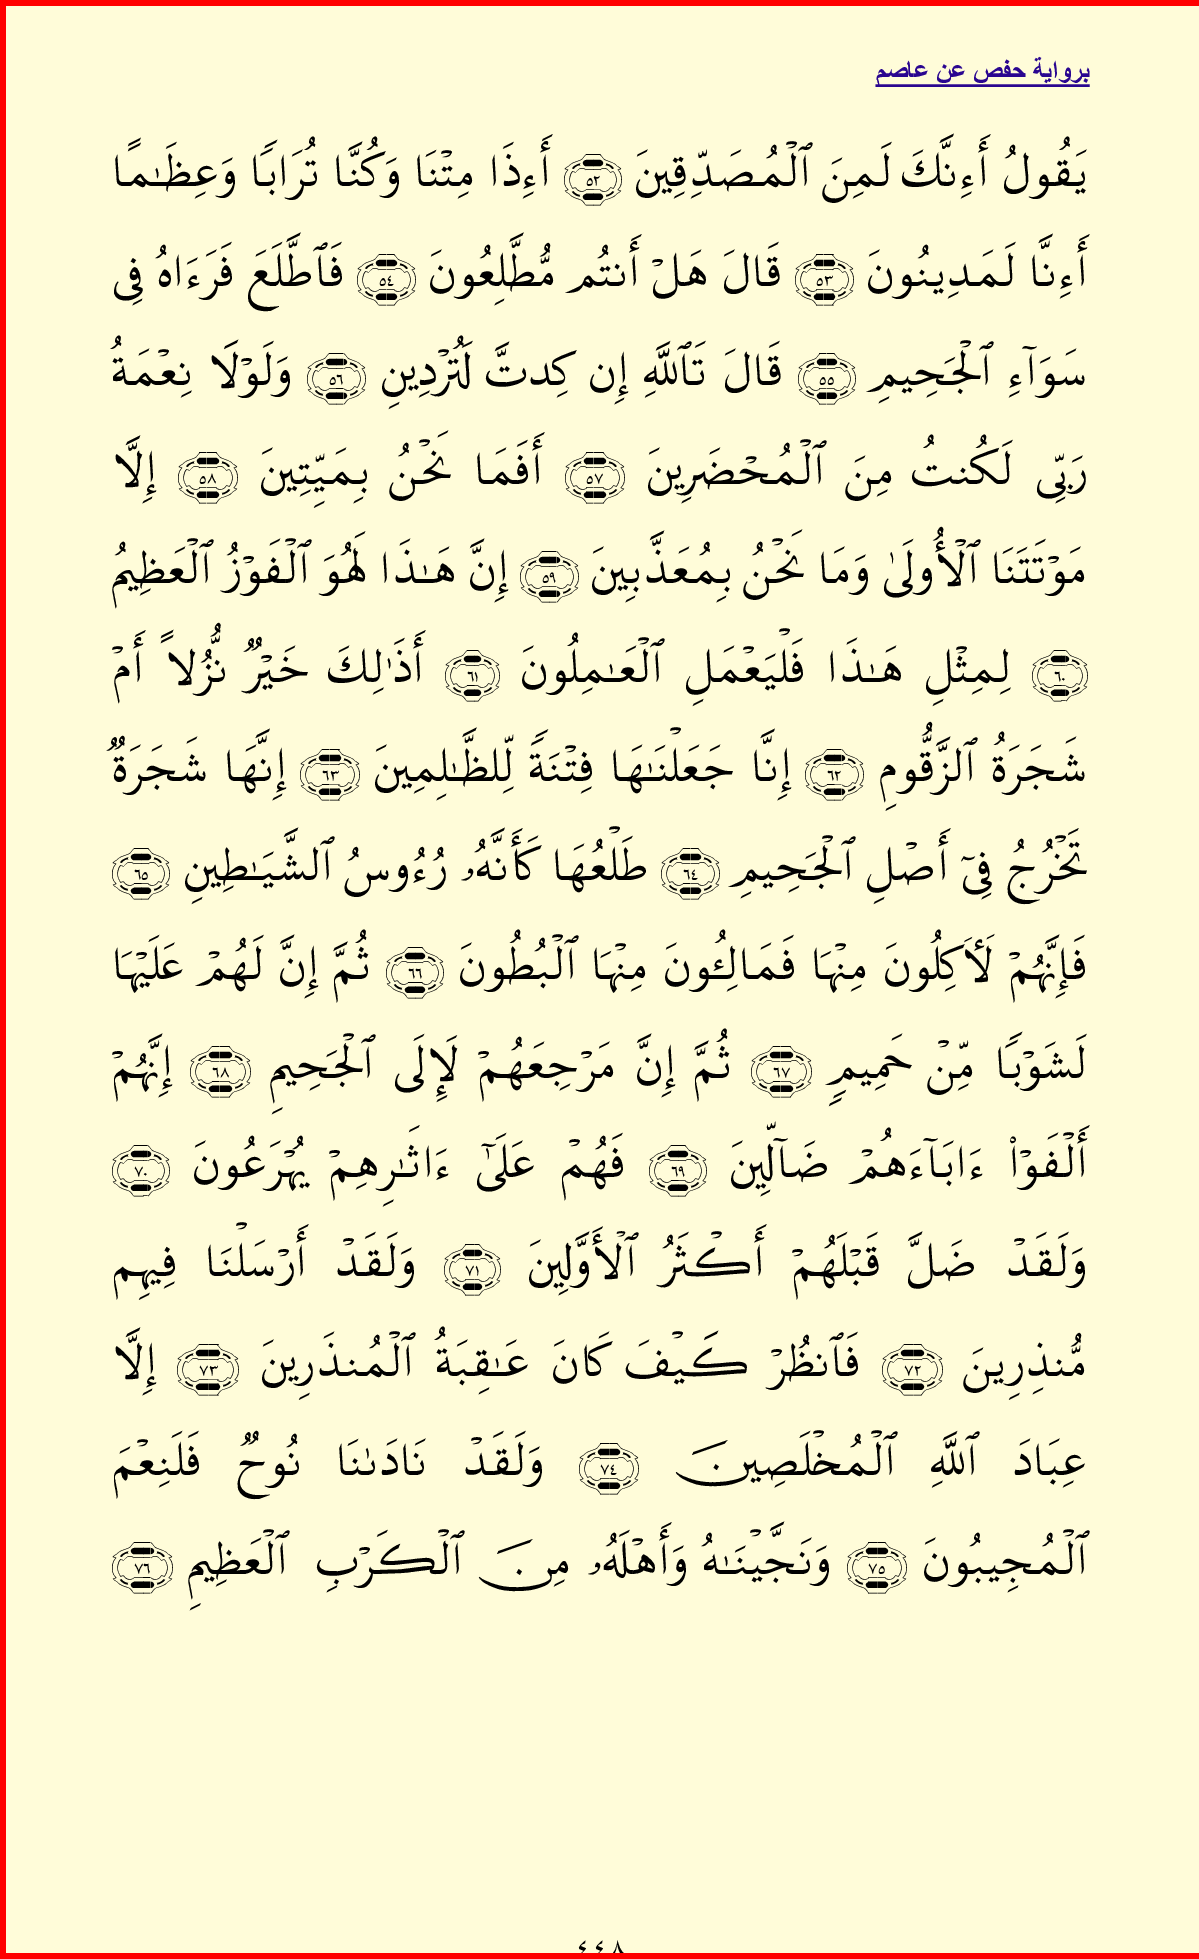 برواية حفص عن عاصم
يَقُولُ أَءِنَّكَ لَمِنَ ٱلْمُصَدِّقِينَ ٥٢ أَءِذَا مِتْنَا وَكُنَّا تُرَابًا وَعِظَـٰمًا
أَءِنَّا لَمَدِينُونَ ٥٣ قَالَ هَلْ أَنتُم مُّطَّلِعُونَ ٥٤ فَٱطَّلَعَ فَرَءَاهُ فِى
سَوَآءِ ٱلْجَحِيمِ ٥٥ قَالَ تَٱللَّهِ إِن كِدتَّ لَتُرْدِينِ ٥٦ وَلَوْلَا نِعْمَةُ
رَبِّى لَكُنتُ مِنَ ٱلْمُحْضَرِينَ ٥٧ أَفَمَا نَحْنُ بِمَيِّتِينَ ٥٨ إِلَّا
مَوْتَتَنَا ٱلْأُولَىٰ وَمَا نَحْنُ بِمُعَذَّبِينَ ٥٩ إِنَّ هَـٰذَا لَهُوَ ٱلْفَوْزُ ٱلْعَظِيمُ
٦٠ لِمِثْلِ هَـٰذَا فَلْيَعْمَلِ ٱلْعَـٰمِلُونَ ٦١ أَذَٰلِكَ خَيْرٌ نُّزُلًا أَمْ
شَجَرَةُ ٱلزَّقُّومِ ٦٢ إِنَّا جَعَلْنَـٰهَا فِتْنَةً لِّلظَّـٰلِمِينَ ٦٣ إِنَّهَا شَجَرَةٌ
تَخْرُجُ فِىٓ أَصْلِ ٱلْجَحِيمِ ٦٤ طَلْعُهَا كَأَنَّهُۥ رُءُوسُ ٱلشَّيَـٰطِينِ ٦٥
فَإِنَّهُمْ لَأَكِلُونَ مِنْهَا فَمَالِـُٔونَ مِنْهَا ٱلْبُطُونَ ٦٦ ثُمَّ إِنَّ لَهُمْ عَلَيْهَا
لَشَوْبًا مِّنْ حَمِيمٍ ٦٧ ثُمَّ إِنَّ مَرْجِعَهُمْ لَإِلَى ٱلْجَحِيمِ ٦٨ إِنَّهُمْ
أَلْفَوْا۟ ءَابَآءَهُمْ ضَآلِّينَ ٦٩ فَهُمْ عَلَىٰٓ ءَاثَـٰرِهِمْ يُهْرَعُونَ ٧٠
وَلَقَدْ ضَلَّ قَبْلَهُمْ أَكْثَرُ ٱلْأَوَّلِينَ ٧١ وَلَقَدْ أَرْسَلْنَا فِيهِم
مُّنذِرِينَ ٧٢ فَٱنظُرْ كَيْفَ كَانَ عَـٰقِبَةُ ٱلْمُنذَرِينَ ٧٣ إِلَّا
عِبَادَ ٱللَّهِ ٱلْمُخْلَصِينَ ٧٤ وَلَقَدْ نَادَىٰنَا نُوحٌ فَلَنِعْمَ
ٱلْمُجِيبُونَ ٧٥ وَنَجَّيْنَـٰهُ وَأَهْلَهُۥ مِنَ ٱلْكَرْبِ ٱلْعَظِيمِ ٧٦
٤٤٨